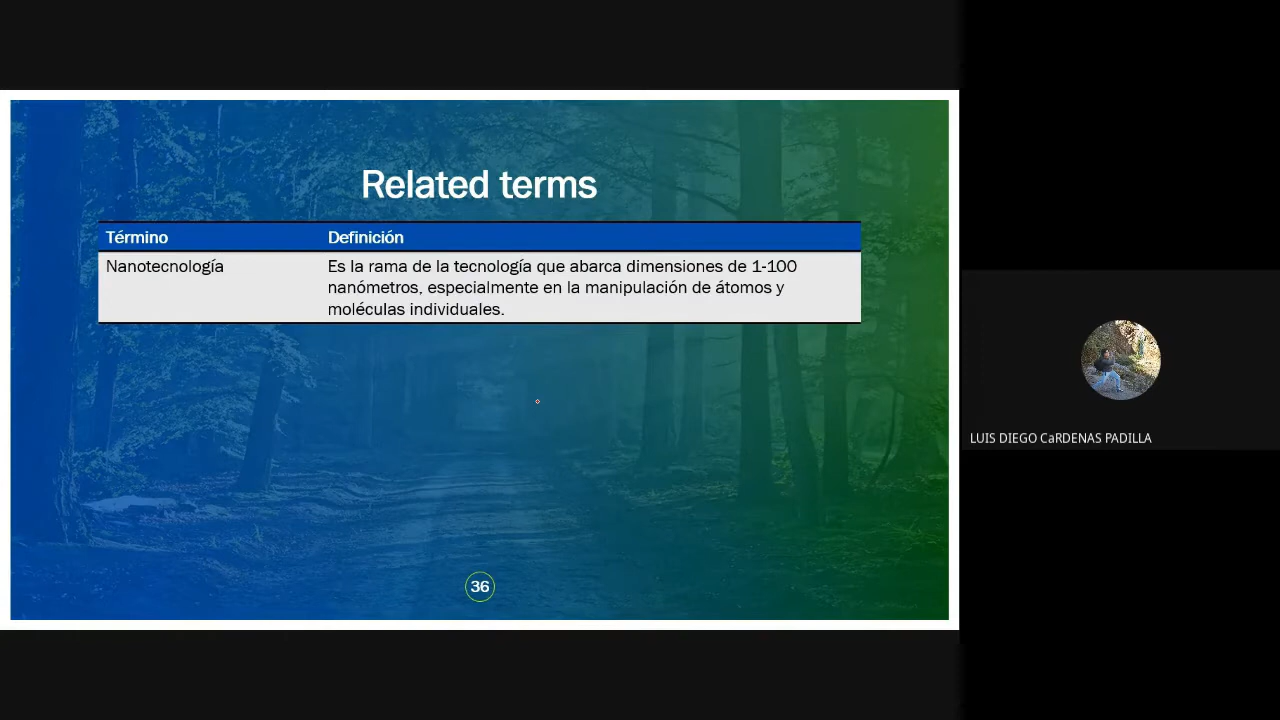 Related terms
Término Definición
Nanotecnología Es la rama de la tecnología que abarca dimensiones de 1-100
nanómetros, especialmente en la manipulación de átomos y
moléculas individuales.
36
LUIS DIEGO CaRDENAS PADILLA